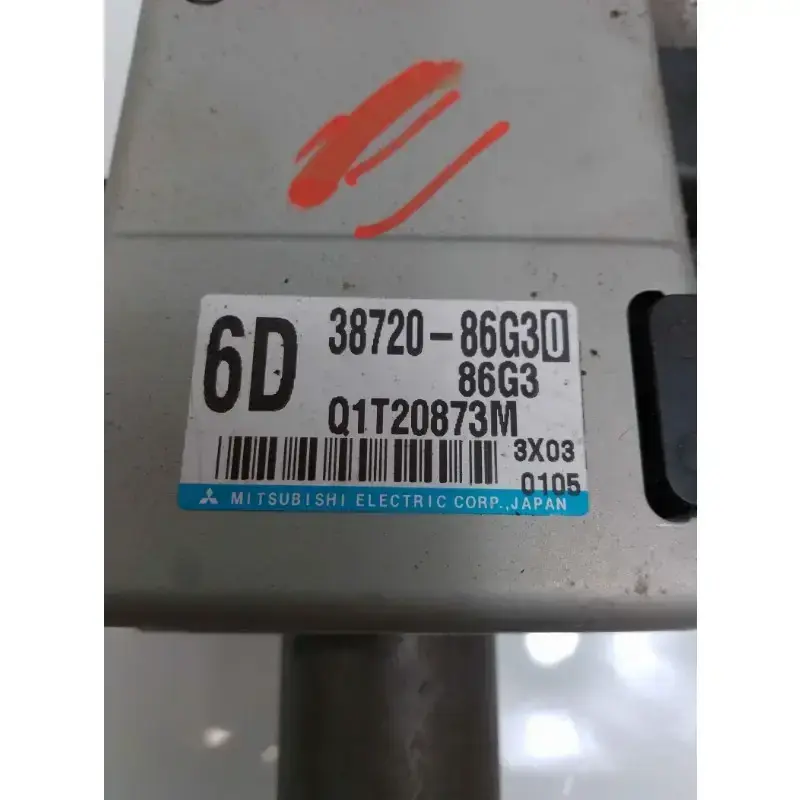 6D
38720-86G30
86G3
Q1T20873M
3X03
0105
MITSUBISHI ELECTRIC CORP.,JAPAN